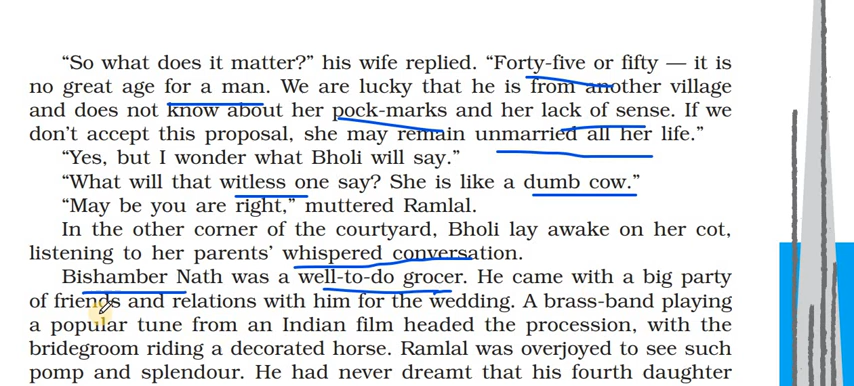 “So what does it matter?” his wife replied. “Forty-five or fifty — it is
no great age for a man. We are lucky that he is from another village
and does not know about her pock-marks and her lack of sense. If we
don’t accept this proposal, she may remain unmarried all her life.”
“Yes, but I wonder what Bholi will say.”
“What will that witless one say? She is like a dumb cow.”
“May be you are right,” muttered Ramlal.
In the other corner of the courtyard, Bholi lay awake on her cot,
listening to her parents’ whispered conversation.
Bishamber Nath was a well-to-do grocer. He came with a big party
of friends and relations with him for the wedding. A brass-band playing
a popular tune from an Indian film headed the procession, with the
bridegroom riding a decorated horse. Ramlal was overjoyed to see such
pomp and splendour. He had never dreamt that his fourth daughter